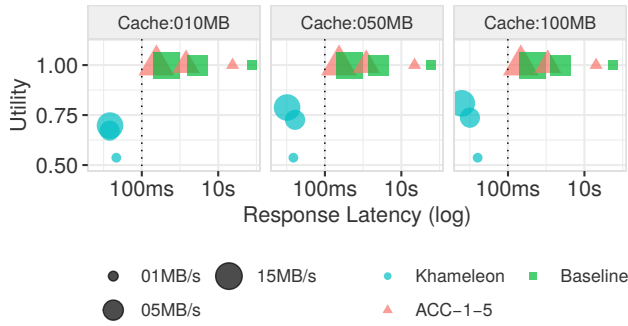 Cache:010MB Cache:050MB Cache:100MB
1.00
0.75
0.50
Utility
100ms 10s 100ms 10s 100ms 10s
Response Latency (log)
01MB/s 15MB/s Khameleon Baseline
05MB/s ACC−1−5